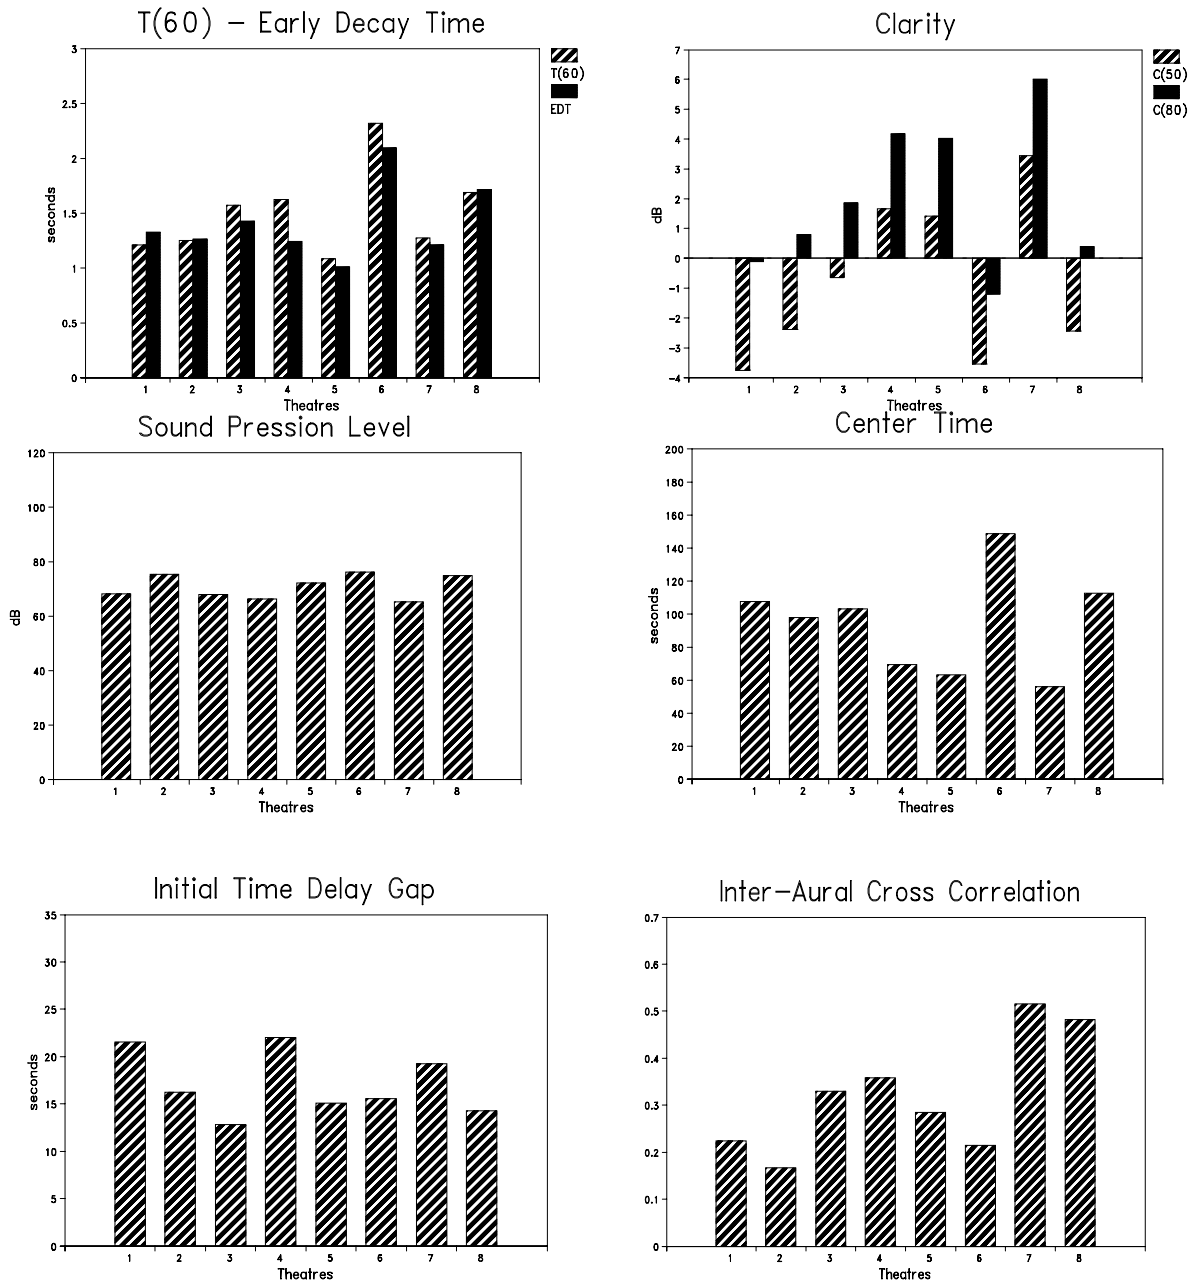 T(60) – Early Decay Time
3
2.5
2
1.5
1
0.5
0
seconds
1 2 3 4 5 6 7 8
Theatres
T(60)
EDT
Clarity
7
6
5
4
3
2
1
0
−1
−2
−3
−4
dB
1 2 3 4 5 6 7 8
Theatres
C(50)
C(80)
Sound Pression Level
120
100
80
60
40
20
0
dB
1 2 3 4 5 6 7 8
Theatres
Center Time
200
180
160
140
120
100
80
60
40
20
0
seconds
1 2 3 4 5 6 7 8
Theatres
Initial Time Delay Gap
35
30
25
20
15
10
5
0
seconds
1 2 3 4 5 6 7 8
Theatres
Inter–Aural Cross Correlation
0.7
0.6
0.5
0.4
0.3
0.2
0.1
0
1 2 3 4 5 6 7 8
Theatres